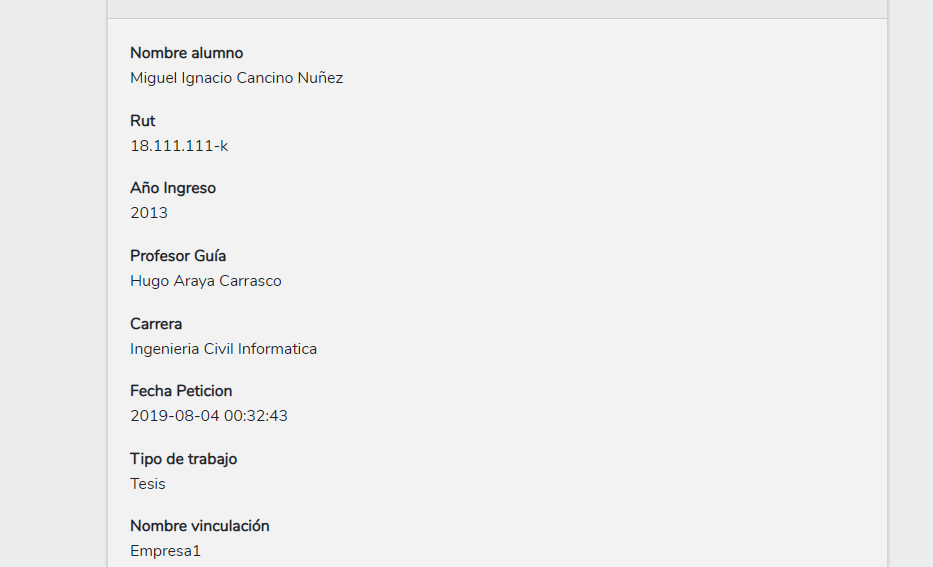 Nombre alumno
Miguel Ignacio Cancino Nuñez
Rut
18.111.111-k
Año Ingreso
2013
Profesor Guía
Hugo Araya Carrasco
Carrera
Ingenieria Civil Informatica
Fecha Peticion
2019-08-04 00:32:43
Tipo de trabajo
Tesis
Nombre vinculación
Empresa1